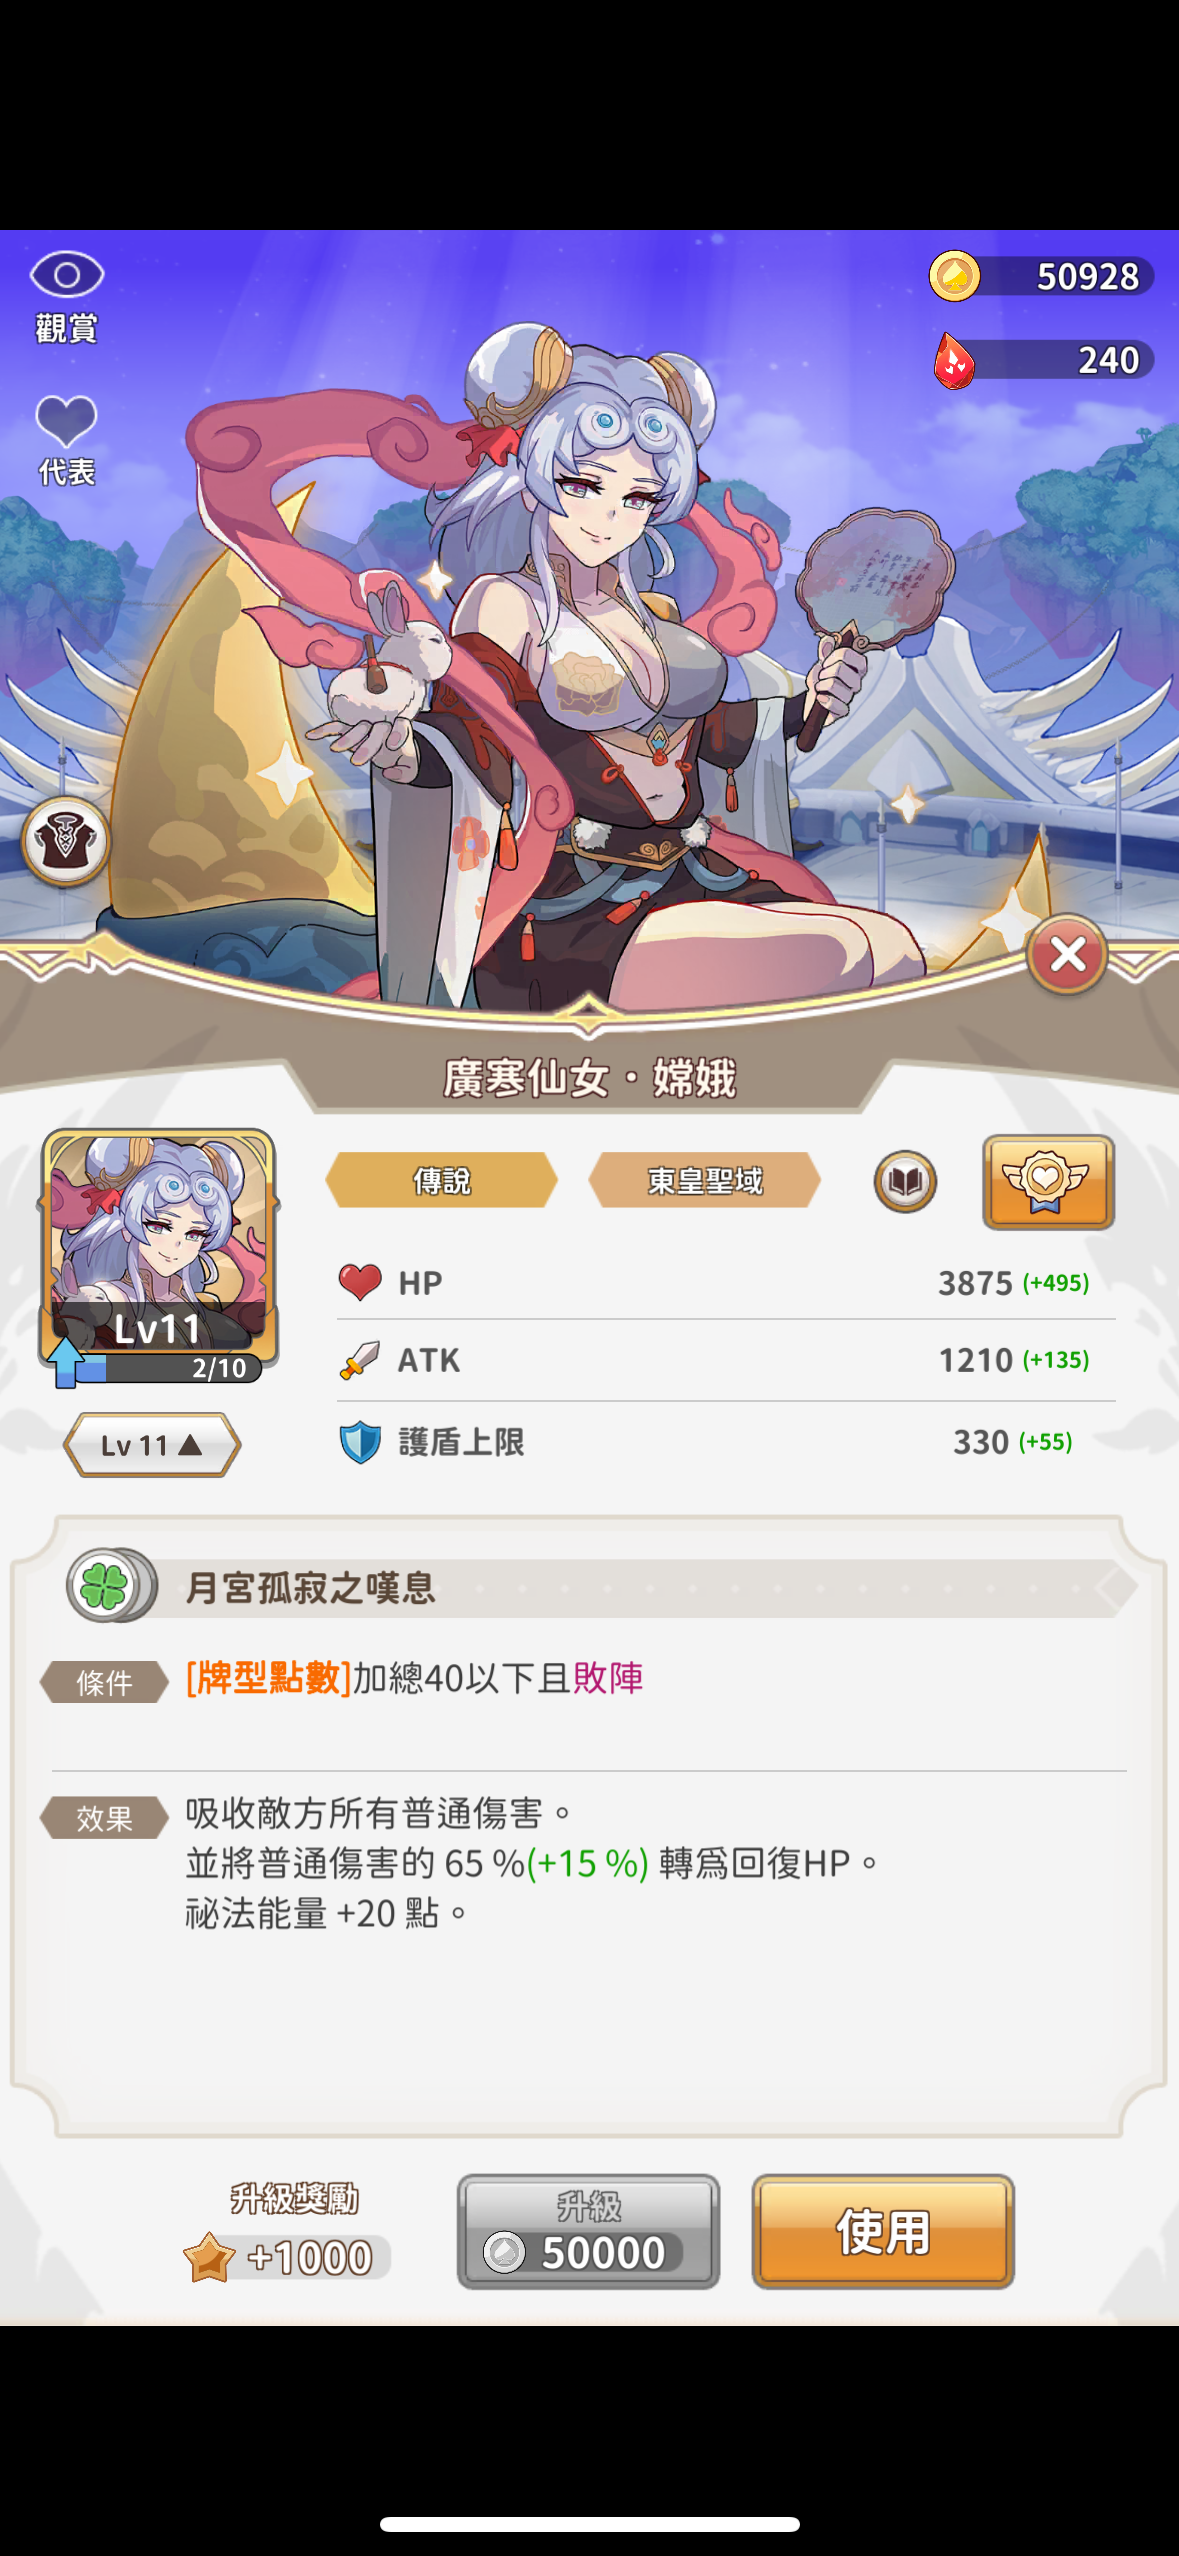 觀賞
50928
240
代表
廣寒仙女・嫦娥
傳說
東皇聖域
Lv11
2/10
Lv 11 ▲
HP
3875 (+495)
ATK
1210 (+135)
護盾上限
330 (+55)
月宮孤寂之嘆息
條件
[牌型點數]加總40以下且敗陣
效果
吸收敵方所有普通傷害。
並將普通傷害的 65 %(+15 %) 轉爲回復HP。
祕法能量 +20 點。
升級獎勵
+1000
升級
50000
使用